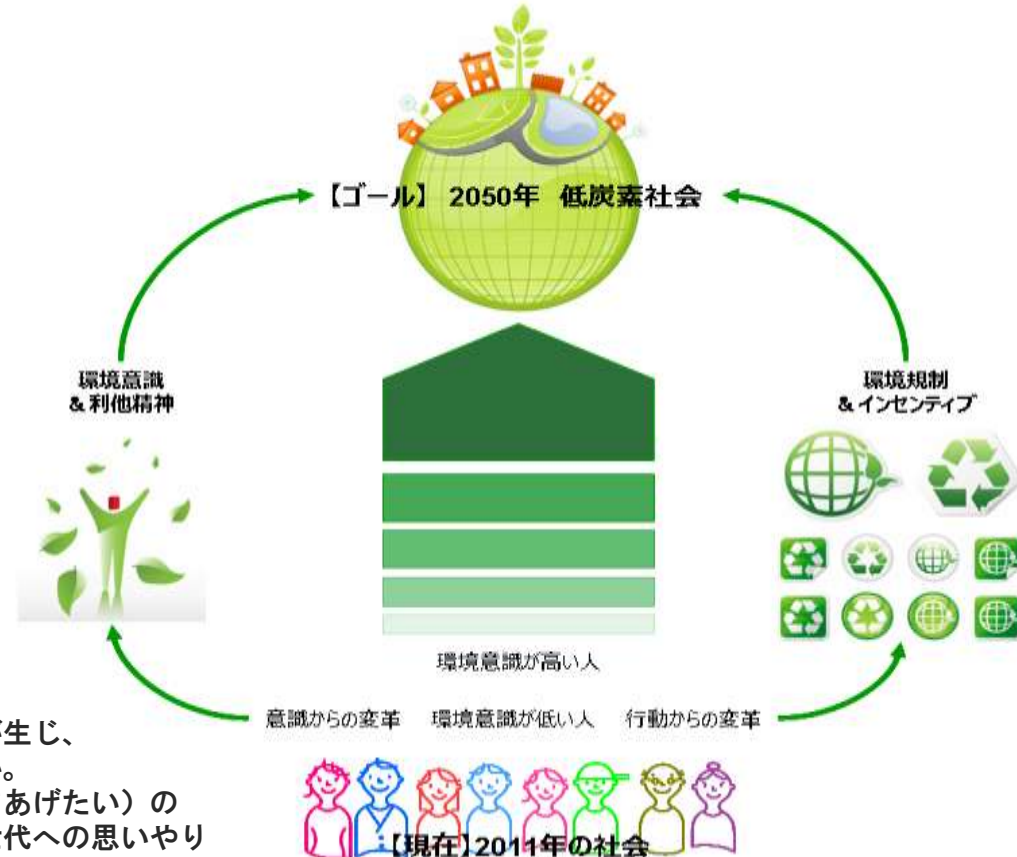 【ゴール】 2050年 低炭素社会
環境意識
&利他精神
環境規制
&インセンティブ
環境意識が高い人
意識からの変革 環境意識が低い人 行動からの変革
が生じ、
あげたい）の
代への思いやり
【現在】2011年の社会